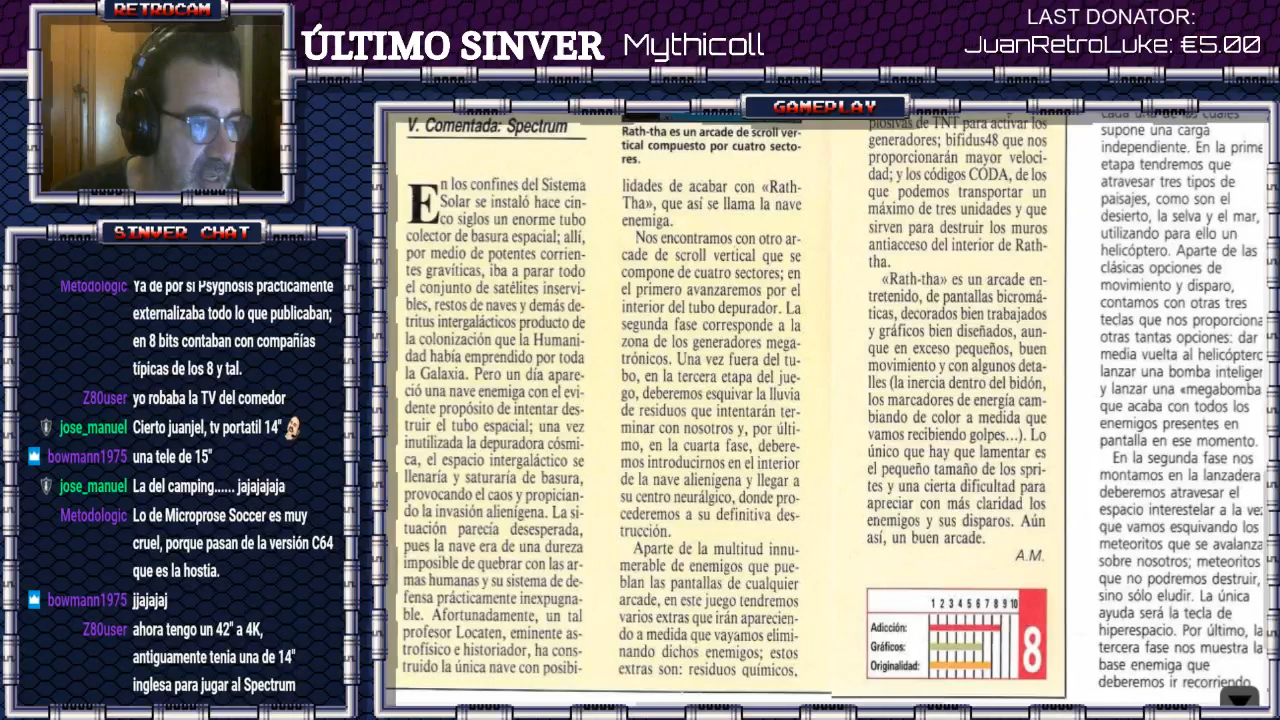 RETROCAM
ÚLTIMO SINVER
Mythicoll
LAST DONATOR:
JuanRetroLuke: €5.00
SINVER CHAT
Metodologic Ya de por si Psygnosis practicamente
externalizaba todo lo que publicaban;
en 8 bits contaban con compañías
típicas de los 8 y tal.
Z80user yo robaba la TV del comedor
jose_manuel Cierto juanjel, tv portatil 14"
bowmann1975 una tele de 15"
jose_manuel La del camping...... jajajajaja
Metodologic Lo de Microprose Soccer es muy
cruel, porque pasan de la versión C64
que es la hostia.
bowmann1975 jjajajaj
Z80user ahora tengo un 42" a 4K,
antiguamente tenia una de 14"
inglesa para jugar al Spectrum
GAMEPLAY
V. Comentada: Spectrum
En los confines del Sistema
Solar se instaló hace cin-
co siglos un enorme tubo
colector de basura espacial; allí,
por medio de potentes corrien-
tes gravíticas, iba a parar todo
el conjunto de satélites inservi-
bles, restos de naves y demás de-
tritus intergalácticos producto de
la colonización que la Humani-
dad había emprendido por toda
la Galaxia. Pero un día apare-
ció una nave enemiga con el evi-
dente propósito de intentar des-
truir el tubo espacial; una vez
inutilizada la depuradora cósmi-
ca, el espacio intergaláctico se
llenaría y saturaría de basura,
provocando el caos y propician-
do la invasión alienígena. La si-
tuación parecía desesperada,
pues la nave era de una dureza
imposible de quebrar con las ar-
mas humanas y su sistema de de-
fensa prácticamente inexpugna-
ble. Afortunadamente, un tal
profesor Locaten, eminente as-
trofísico e historiador, ha cons-
truido la única nave con posibi-
Rath-tha es un arcade de scroll ver-
tical compuesto por cuatro secto-
res.
lidades de acabar con «Rath-
Tha», que así se llama la nave
enemiga.
Nos encontramos con otro ar-
cade de scroll vertical que se
compone de cuatro sectores; en
el primero avanzaremos por el
interior del tubo depurador. La
segunda fase corresponde a la
zona de los generadores mega-
trónicos. Una vez fuera del tu-
bo, en la tercera etapa del jue-
go, deberemos esquivar la lluvia
de residuos que intentarán ter-
minar con nosotros y, por últi-
mo, en la cuarta fase, debere-
mos introducirnos en el interior
de la nave alienígena y llegar a
su centro neurálgico, donde pro-
cederemos a su definitiva des-
trucción.
Aparte de la multitud innu-
merable de enemigos que pue-
blan las pantallas de cualquier
arcade, en este juego tendremos
varios extras que irán aparecien-
do a medida que vayamos elimi-
nando dichos enemigos; estos
extras son: residuos químicos,
plosivas de TNT para activar los
generadores; bifidus48 que nos
proporcionarán mayor veloci-
dad; y los códigos CODA, de los
que podemos transportar un
máximo de tres unidades y que
sirven para destruir los muros
antiacceso del interior de Rath-
tha.
«Rath-tha» es un arcade en-
tretenido, de pantallas bicromá-
ticas, decorados bien trabajados
y gráficos bien diseñados, aun-
que en exceso pequeños, buen
movimiento y con algunos deta-
lles (la inercia dentro del bidón,
los marcadores de energía cam-
biando de color a medida que
vamos recibiendo golpes...). Lo
único que hay que lamentar es
el pequeño tamaño de los spri-
tes y una cierta dificultad para
apreciar con más claridad los
enemigos y sus disparos. Aún
así, un buen arcade.
A.M.
1 2 3 4 5 6 7 8 9 10
Adicción:
Gráficos:
Originalidad:
8
cada una de las cuales
supone una carga
independiente. En la prime
etapa tendremos que
atravesar tres tipos de
paisajes, como son el
desierto, la selva y el mar,
utilizando para ello un
helicóptero. Aparte de las
clásicas opciones de
movimiento y disparo,
contamos con otras tres
teclas que nos proporciona
otras tantas opciones: dar
media vuelta al helicóptero
lanzar una bomba inteliger
y lanzar una «megabomba
que acaba con todos los
enemigos presentes en
pantalla en ese momento.
En la segunda fase nos
montamos en la lanzadera
deberemos atravesar el
espacio interestelar a la vez
que vamos esquivando los
meteoritos que se avalanza
sobre nosotros; meteoritos
que no podremos destruir,
sino sólo eludir. La única
ayuda será la tecla de
hiperespacio. Por último, la
tercera fase nos muestra la
base enemiga que
deberemos ir recorriendo